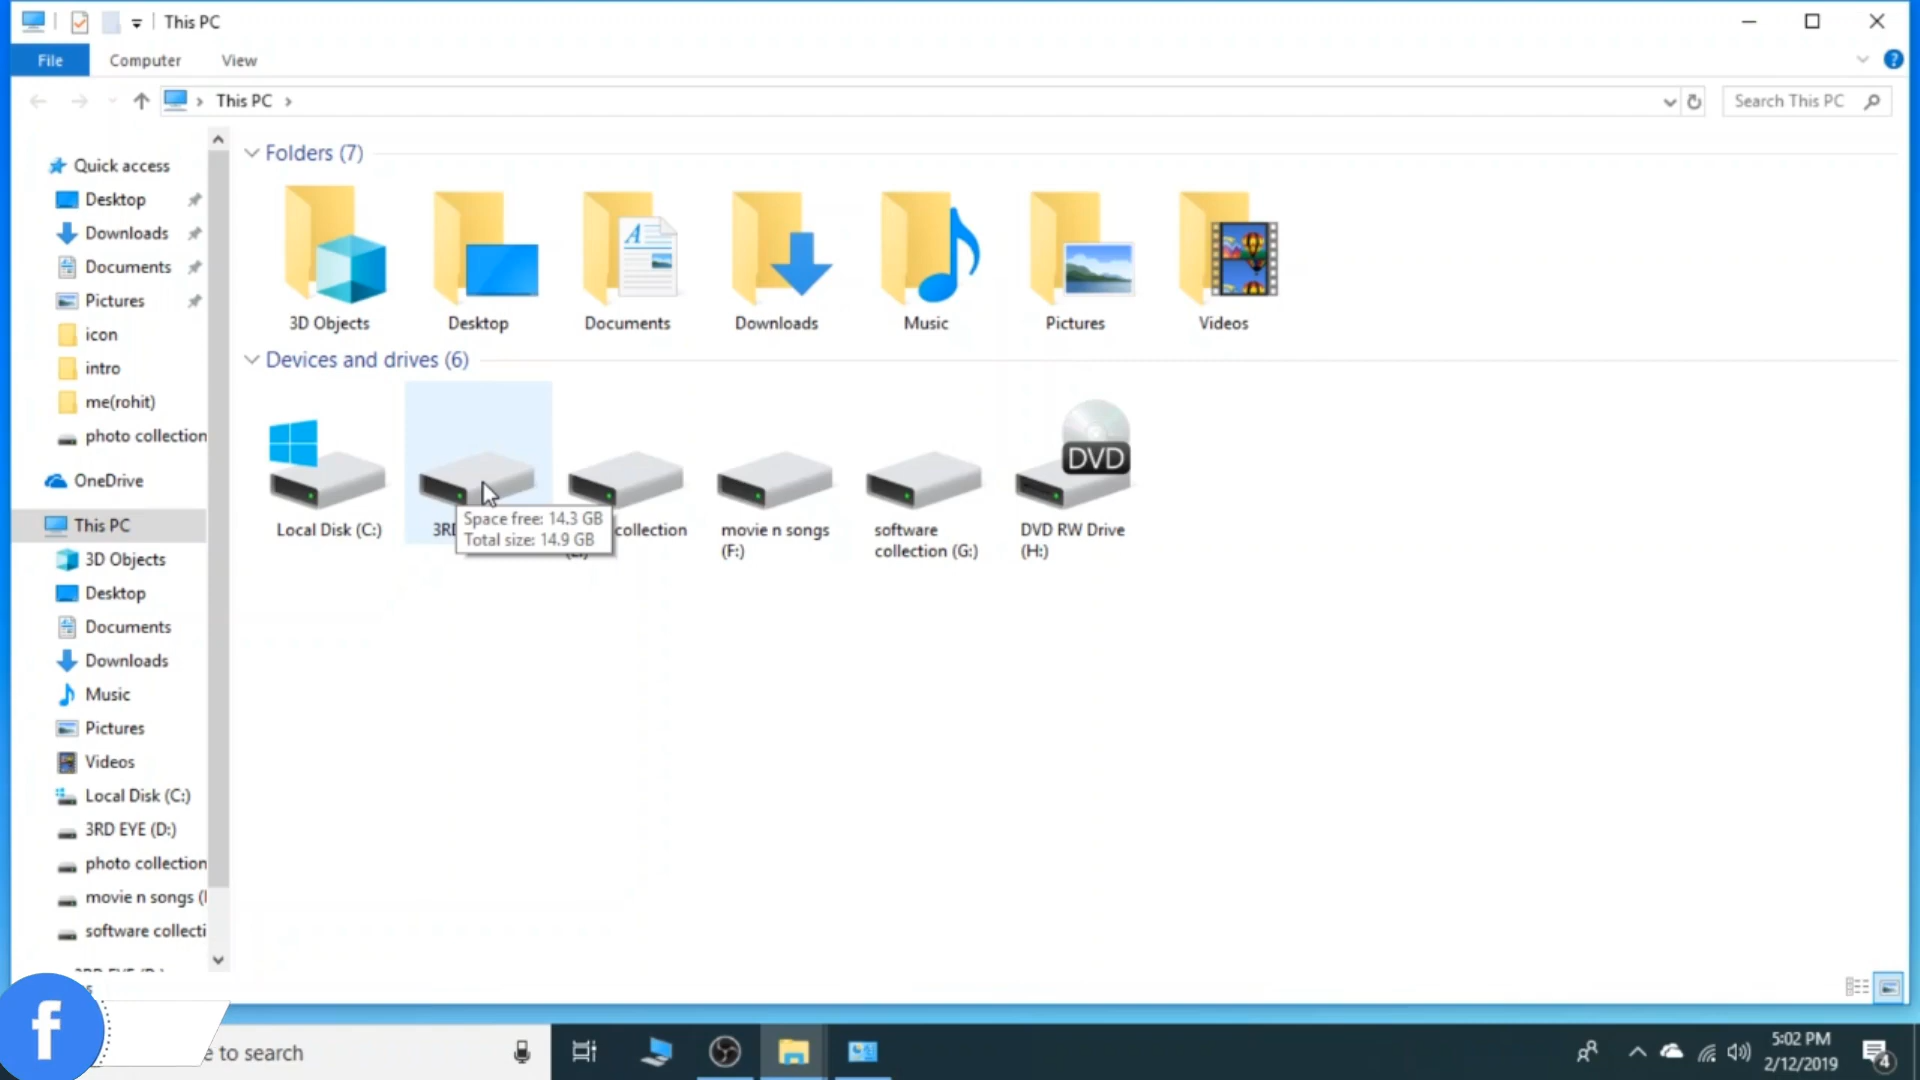 This PC
File
Computer
View
This PC
Search This PC
Quick access
Desktop
Downloads
Documents
Pictures
icon
intro
me(rohit)
photo collection
OneDrive
This PC
3D Objects
Desktop
Documents
Downloads
Music
Pictures
Videos
Local Disk (C:)
3RD EYE (D:)
photo collection
movie n songs (
software collecti
Folders (7)
3D Objects
Desktop
Documents
Downloads
Music
Pictures
Videos
A
Devices and drives (6)
Local Disk (C:)
3RD
collection
movie n songs
(F:)
software
collection (G:)
DVD
DVD RW Drive
(H:)
Space free: 14.3 GB
Total size: 14.9 GB
f
e to search
5:02 PM
2/12/2019
4